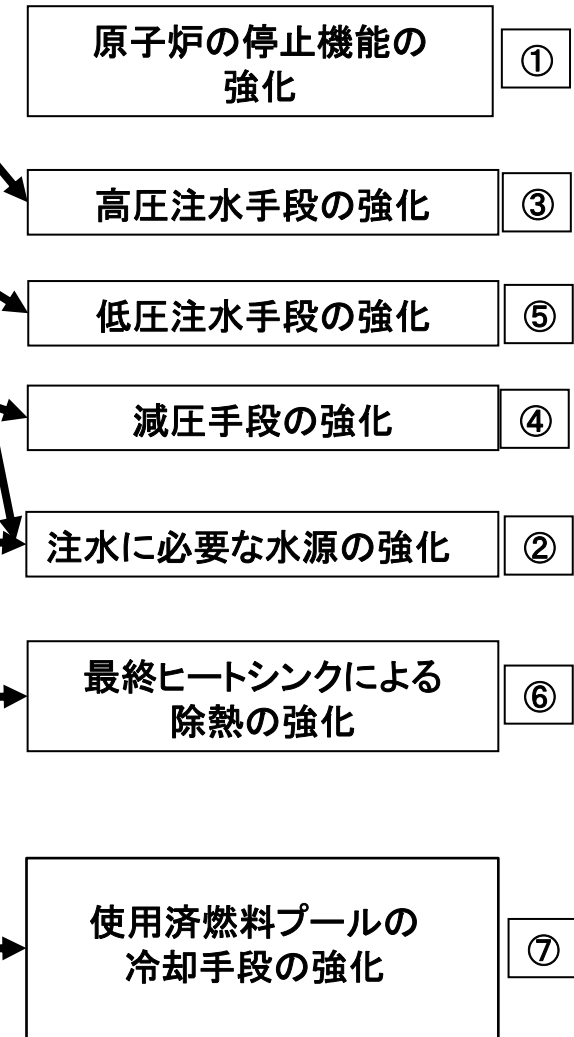 原子炉の停止機能の
強化
①
高圧注水手段の強化
③
低圧注水手段の強化
⑤
減圧手段の強化
④
注水に必要な水源の強化
②
最終ヒートシンクによる
除熱の強化
⑥
使用済燃料プールの
冷却手段の強化
⑦